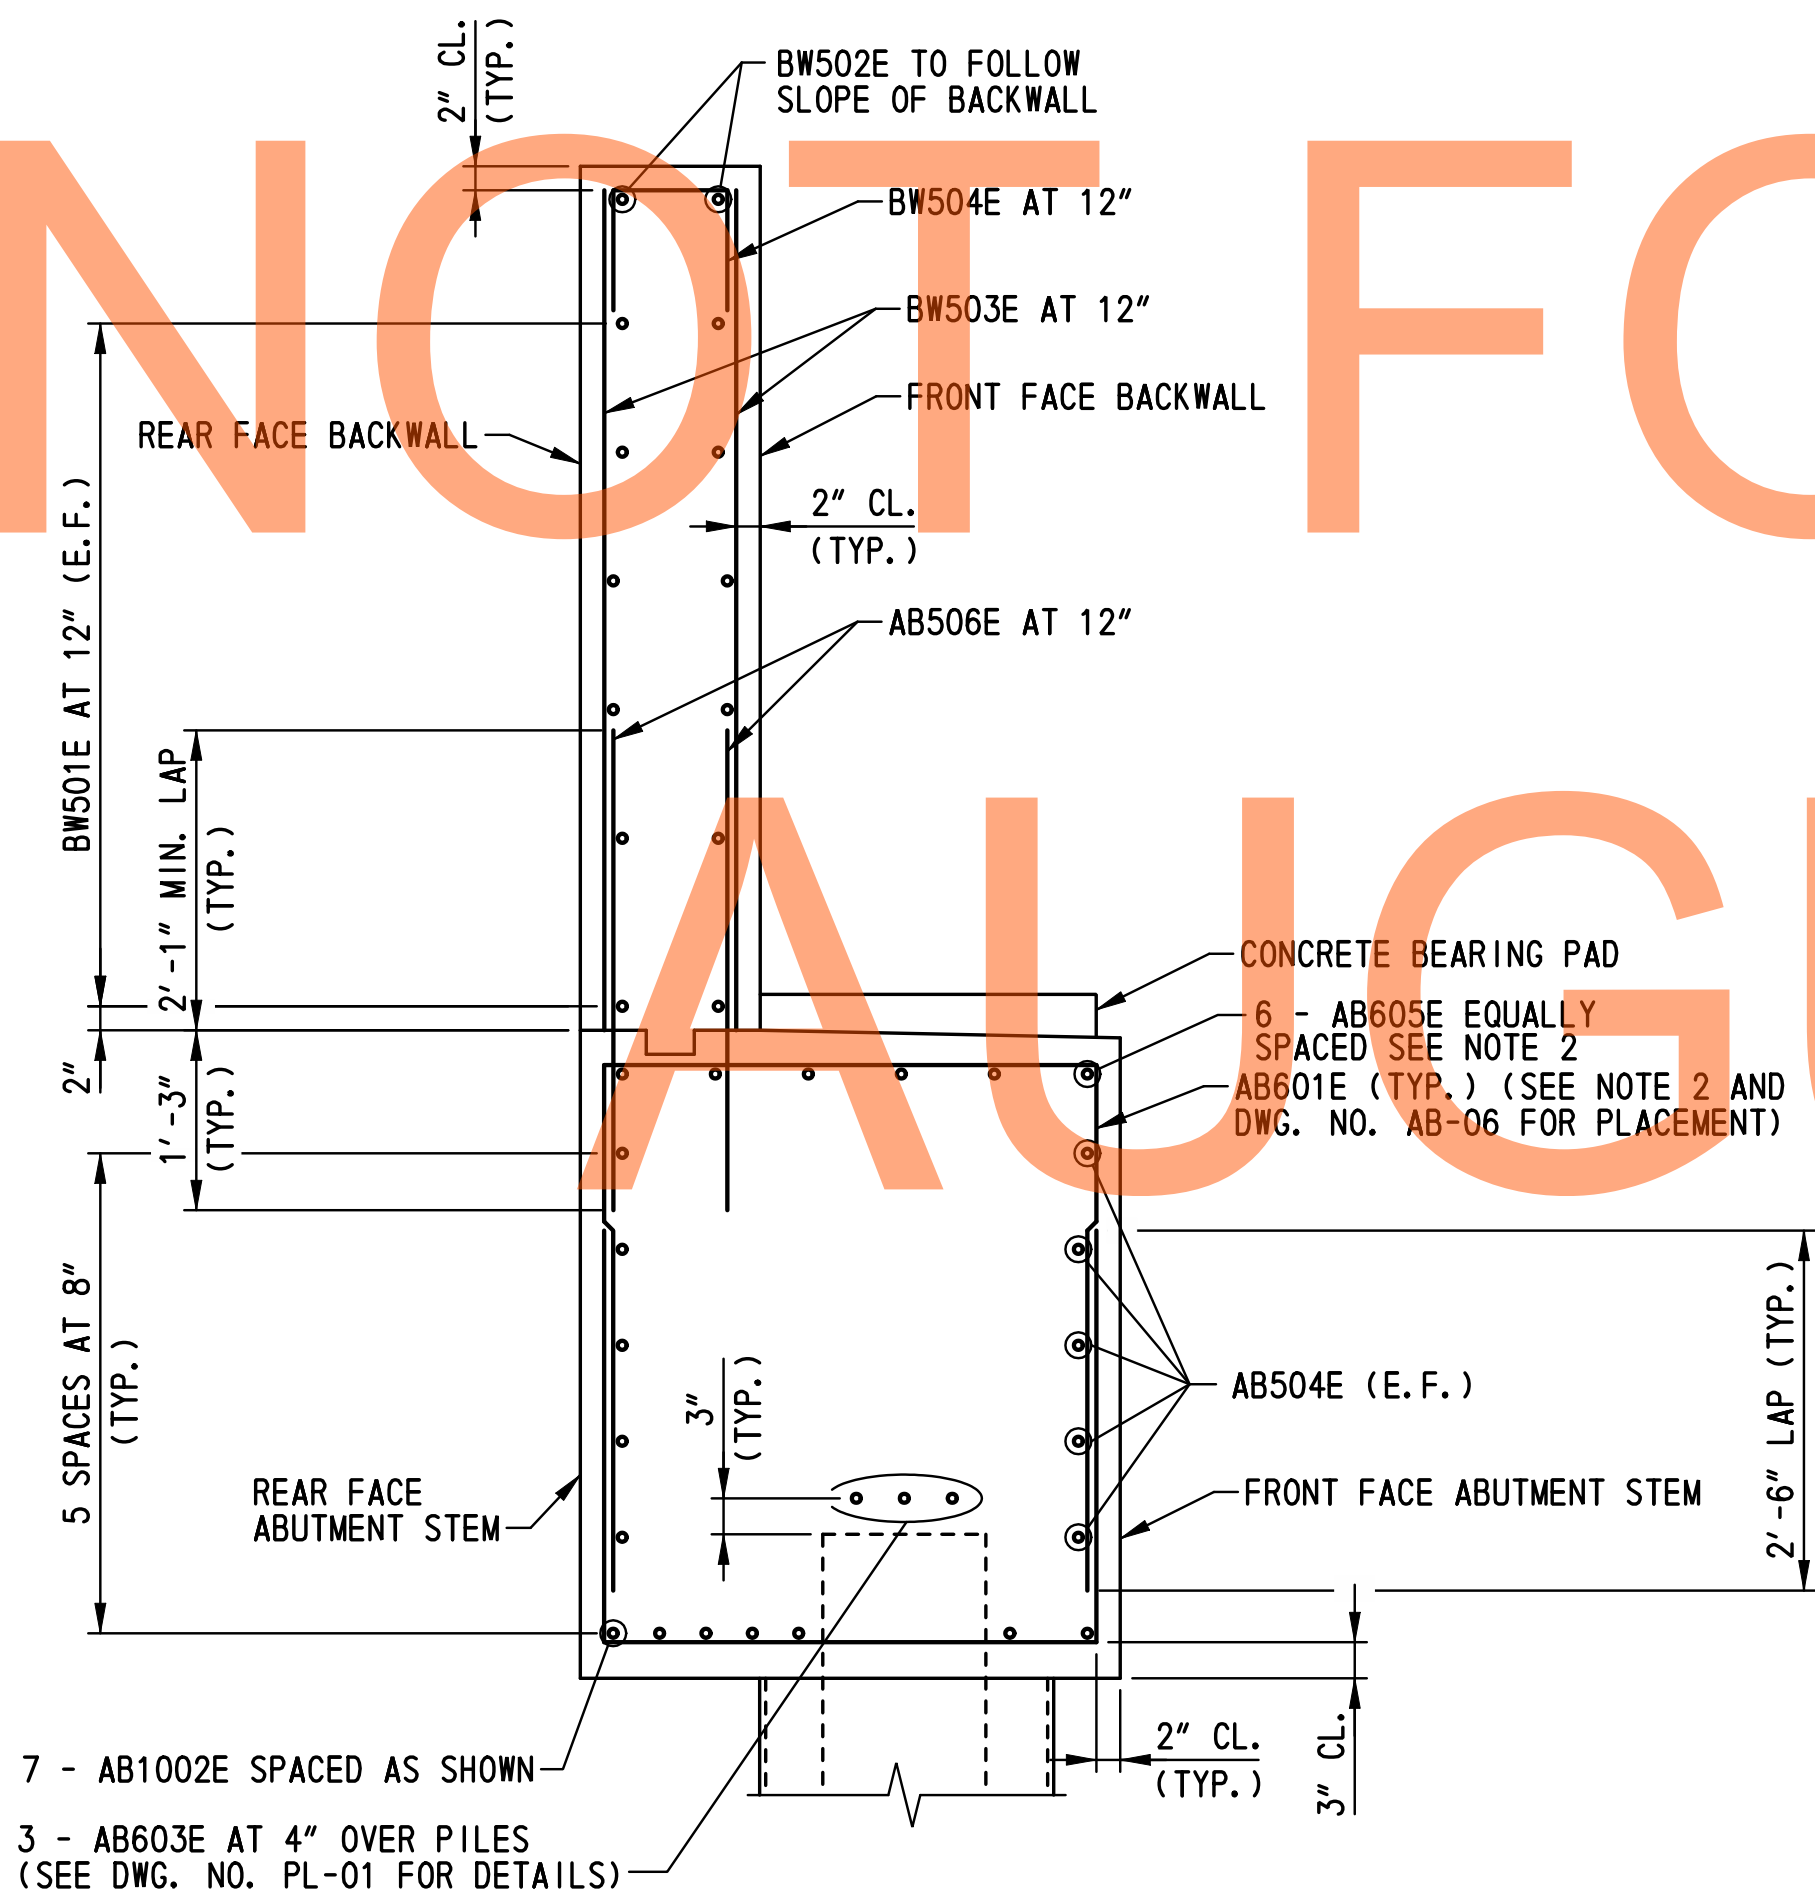 2" CL.
(TYP.)
BW502E TO FOLLOW
SLOPE OF BACKWALL
NOT FO
BW504E AT 12"
BW503E AT 12"
FRONT FACE BACKWALL
REAR FACE BACKWALL
2" CL.
(TYP.)
BW501E AT 12" (E.F.)
AB506E AT 12"
2'-1" MIN. LAP
(TYP.)
AUGU
CONCRETE BEARING PAD
6 - AB605E EQUALLY
SPACED SEE NOTE 2
AB601E (TYP.) (SEE NOTE 2 AND
DWG. NO. AB-06 FOR PLACEMENT)
2"
1'-3"
(TYP.)
5 SPACES AT 8"
(TYP.)
2'-6" LAP (TYP.)
3"
(TYP.)
AB504E (E.F.)
REAR FACE
ABUTMENT STEM
FRONT FACE ABUTMENT STEM
7 - AB1002E SPACED AS SHOWN
2" CL.
(TYP.)
3" CL.
3 - AB603E AT 4" OVER PILES
(SEE DWG. NO. PL-01 FOR DETAILS)